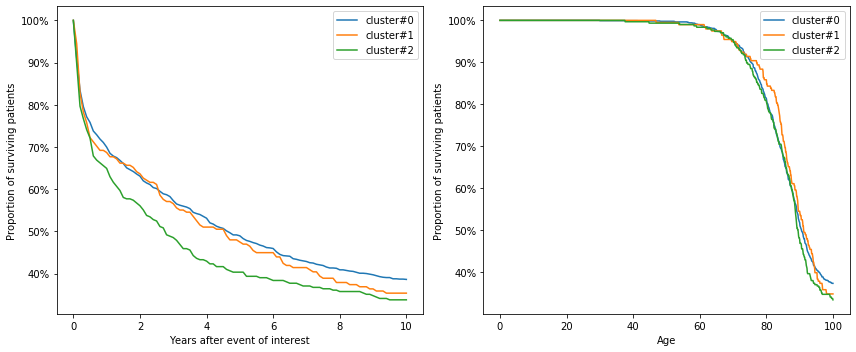 100%
90%
80%
70%
60%
50%
40%
Proportion of surviving patients
0
2
4
6
8
10
Years after event of interest
cluster#0
cluster#1
cluster#2
100%
90%
80%
70%
60%
50%
40%
Proportion of surviving patients
0
20
40
60
80
100
Age
cluster#0
cluster#1
cluster#2